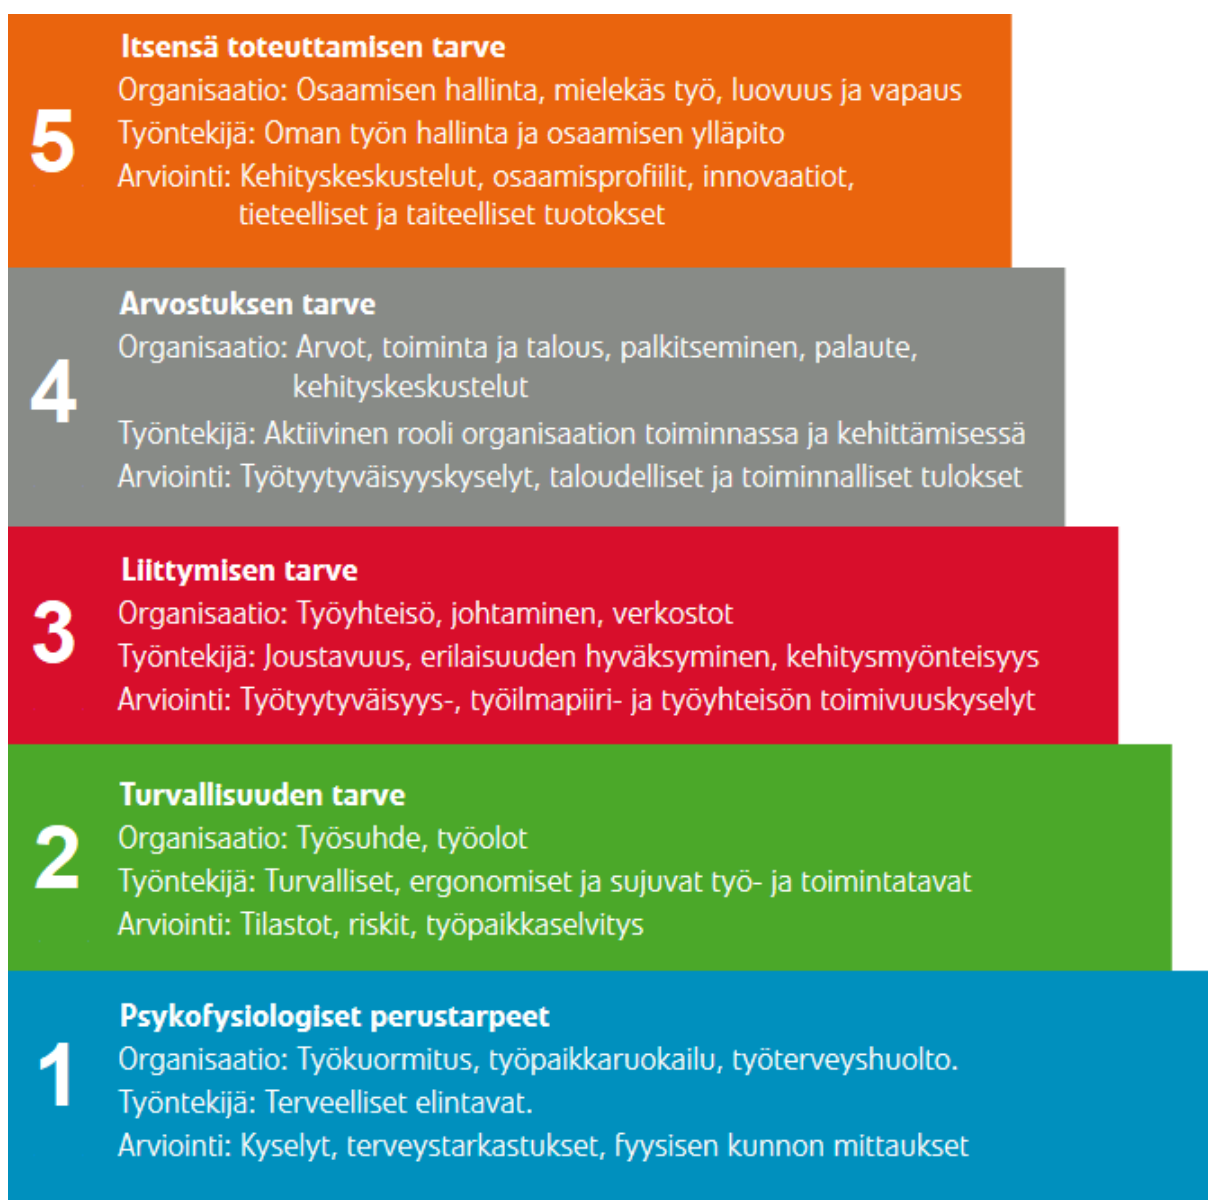 5
Itsensä toteuttamisen tarve
Organisaatio: Osaamisen hallinta, mielekäs työ, luovuus ja vapaus
Työntekijä: Oman työn hallinta ja osaamisen ylläpito
Arviointi: Kehityskeskustelut, osaamisprofiilit, innovaatiot,
tieteelliset ja taiteelliset tuotokset
4
Arvostuksen tarve
Organisaatio: Arvot, toiminta ja talous, palkitseminen, palaute,
kehityskeskustelut
Työntekijä: Aktiivinen rooli organisaation toiminnassa ja kehittämisessä
Arviointi: Työtyytyväisyyskyselyt, taloudelliset ja toiminnalliset tulokset
3
Liittymisen tarve
Organisaatio: Työyhteisö, johtaminen, verkostot
Työntekijä: Joustavuus, erilaisuuden hyväksyminen, kehitysmyönteisyys
Arviointi: Työtyytyväisyys-, työilmapiiri- ja työyhteisön toimivuuskyselyt
2
Turvallisuuden tarve
Organisaatio: Työsuhde, työolot
Työntekijä: Turvalliset, ergonomiset ja sujuvat työ- ja toimintatavat
Arviointi: Tilastot, riskit, työpaikkaselvitys
1
Psykofysiologiset perustarpeet
Organisaatio: Työkuormitus, työpaikkaruokailu, työterveyshuolto.
Työntekijä: Terveelliset elintavat.
Arviointi: Kyselyt, terveystarkastukset, fyysisen kunnon mittaukset